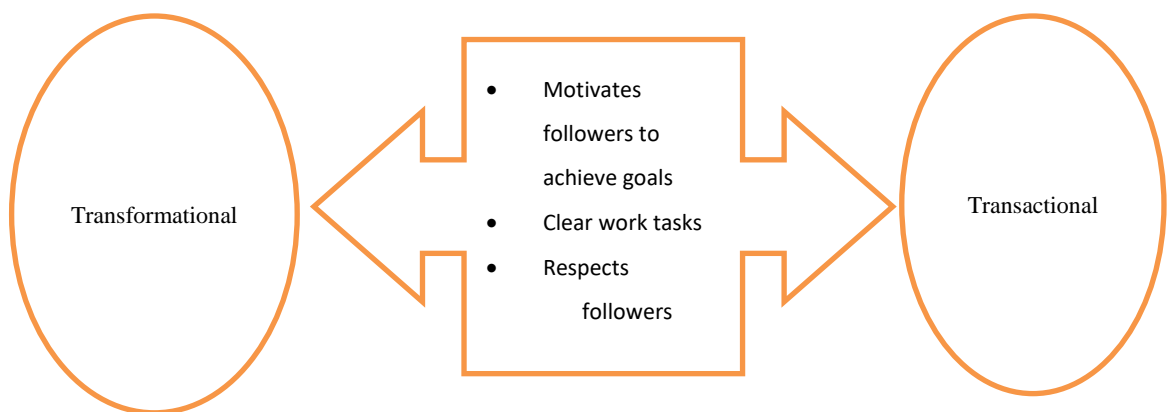 Transformational
• Motivates
followers to
achieve goals
• Clear work tasks
• Respects
followers
Transactional